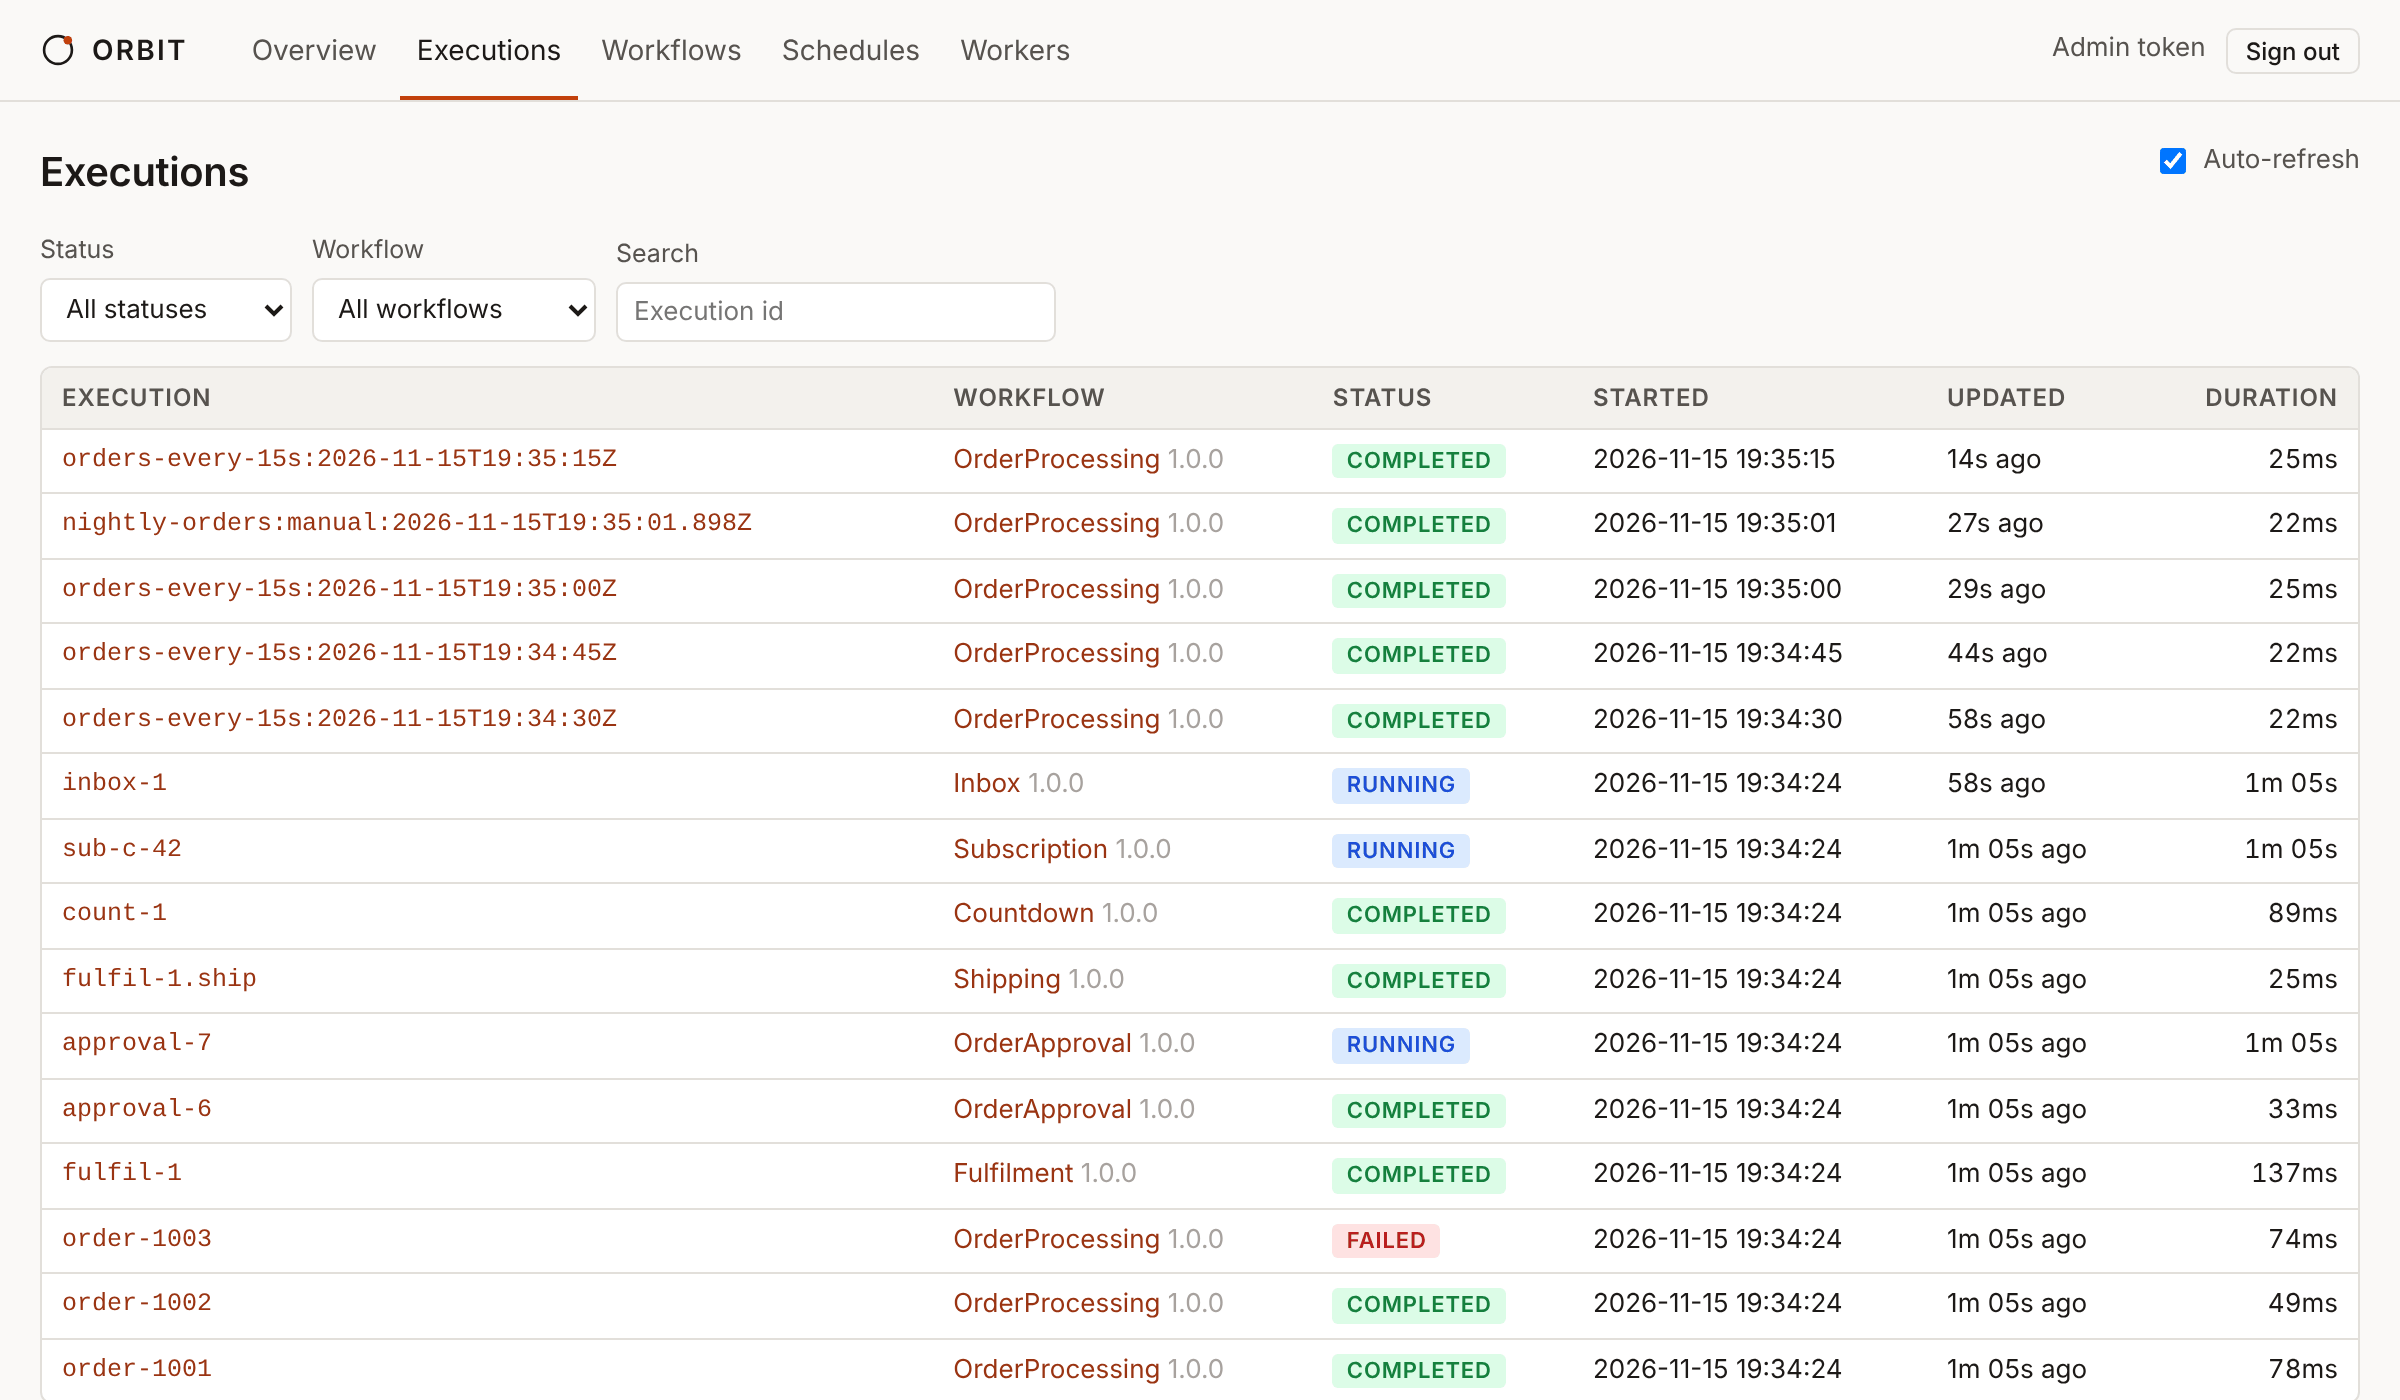 ORBIT Overview Executions Workflows Schedules Workers Admin token Sign out
Executions Auto-refresh
Status Workflow Search
All statuses All workflows Execution id
EXECUTION WORKFLOW STATUS STARTED UPDATED DURATION
orders-every-15s:2026-11-15T19:35:15Z OrderProcessing 1.0.0 COMPLETED 2026-11-15 19:35:15 14s ago 25ms
nightly-orders:manual:2026-11-15T19:35:01.898Z OrderProcessing 1.0.0 COMPLETED 2026-11-15 19:35:01 27s ago 22ms
orders-every-15s:2026-11-15T19:35:00Z OrderProcessing 1.0.0 COMPLETED 2026-11-15 19:35:00 29s ago 25ms
orders-every-15s:2026-11-15T19:34:45Z OrderProcessing 1.0.0 COMPLETED 2026-11-15 19:34:45 44s ago 22ms
orders-every-15s:2026-11-15T19:34:30Z OrderProcessing 1.0.0 COMPLETED 2026-11-15 19:34:30 58s ago 22ms
inbox-1 Inbox 1.0.0 RUNNING 2026-11-15 19:34:24 58s ago 1m 05s
sub-c-42 Subscription 1.0.0 RUNNING 2026-11-15 19:34:24 1m 05s ago 1m 05s
count-1 Countdown 1.0.0 COMPLETED 2026-11-15 19:34:24 1m 05s ago 89ms
fulfil-1.ship Shipping 1.0.0 COMPLETED 2026-11-15 19:34:24 1m 05s ago 25ms
approval-7 OrderApproval 1.0.0 RUNNING 2026-11-15 19:34:24 1m 05s ago 1m 05s
approval-6 OrderApproval 1.0.0 COMPLETED 2026-11-15 19:34:24 1m 05s ago 33ms
fulfil-1 Fulfilment 1.0.0 COMPLETED 2026-11-15 19:34:24 1m 05s ago 137ms
order-1003 OrderProcessing 1.0.0 FAILED 2026-11-15 19:34:24 1m 05s ago 74ms
order-1002 OrderProcessing 1.0.0 COMPLETED 2026-11-15 19:34:24 1m 05s ago 49ms
order-1001 OrderProcessing 1.0.0 COMPLETED 2026-11-15 19:34:24 1m 05s ago 78ms